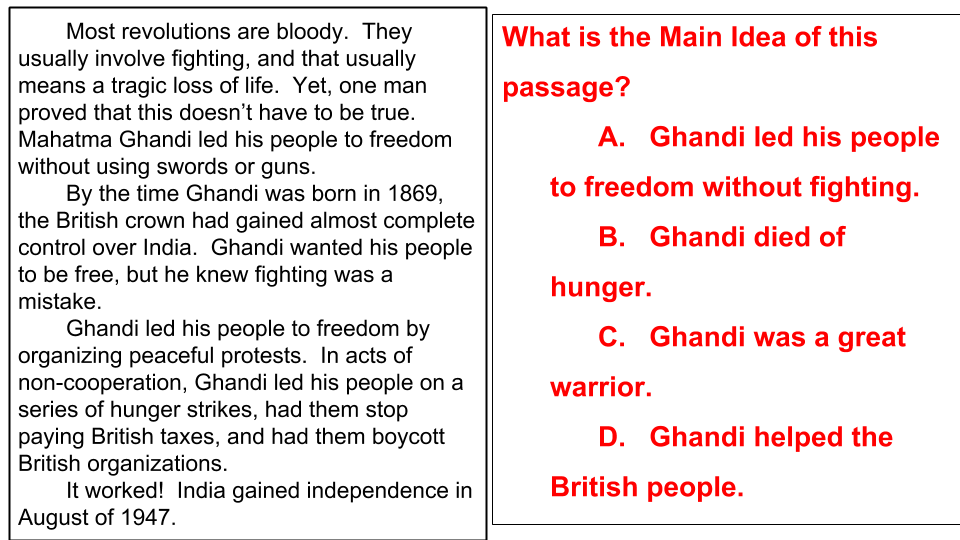 Most revolutions are bloody.  They
usually involve fighting, and that usually
means a tragic loss of life.  Yet, one man
proved that this doesn’t have to be true.
Mahatma Ghandi led his people to freedom
without using swords or guns.
By the time Ghandi was born in 1869,
the British crown had gained almost complete
control over India.  Ghandi wanted his people
to be free, but he knew fighting was a
mistake.
Ghandi led his people to freedom by
organizing peaceful protests.  In acts of
non-cooperation, Ghandi led his people on a
series of hunger strikes, had them stop
paying British taxes, and had them boycott
British organizations.
It worked!  India gained independence in
August of 1947.
What is the Main Idea of this
passage?
A.   Ghandi led his people
to freedom without fighting.
B.   Ghandi died of
hunger.
C.   Ghandi was a great
warrior.
D.   Ghandi helped the
British people.